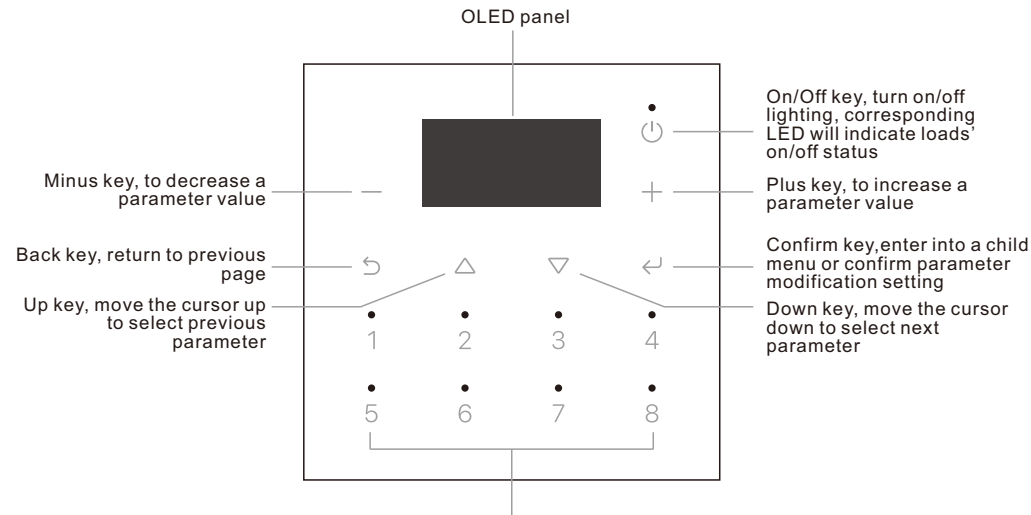 OLED panel
On/Off key, turn on/off
lighting, corresponding
LED will indicate loads'
on/off status
Minus key, to decrease a
parameter value
Plus key, to increase a
parameter value
Back key, return to previous
page
Confirm key,enter into a child
menu or confirm parameter
modification setting
Up key, move the cursor up
to select previous
parameter
Down key, move the cursor
down to select next
parameter
1 2 3 4
5 6 7 8